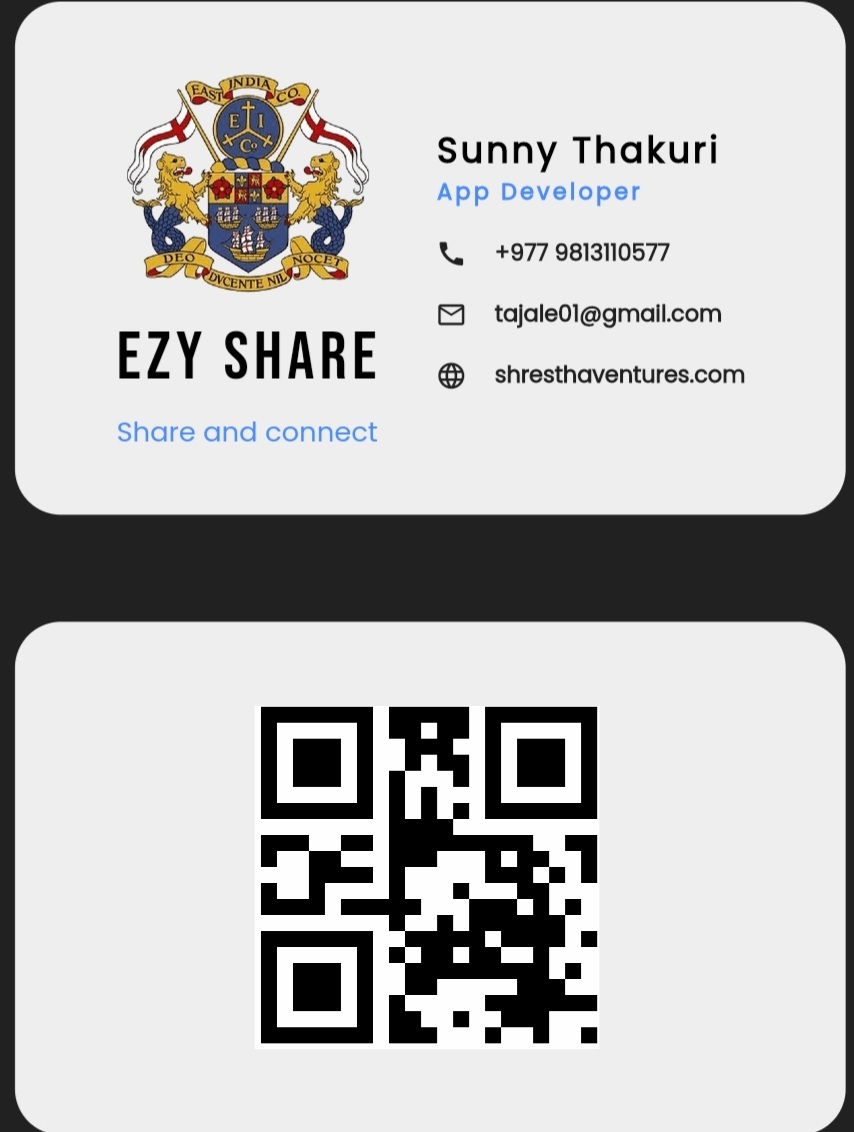 EAST INDIA CO.
E I
Co
DEO DVCENTE NIL NOCET
EZY SHARE
Share and connect
Sunny Thakuri
App Developer
+977 9813110577
tajale01@gmail.com
shresthaventures.com